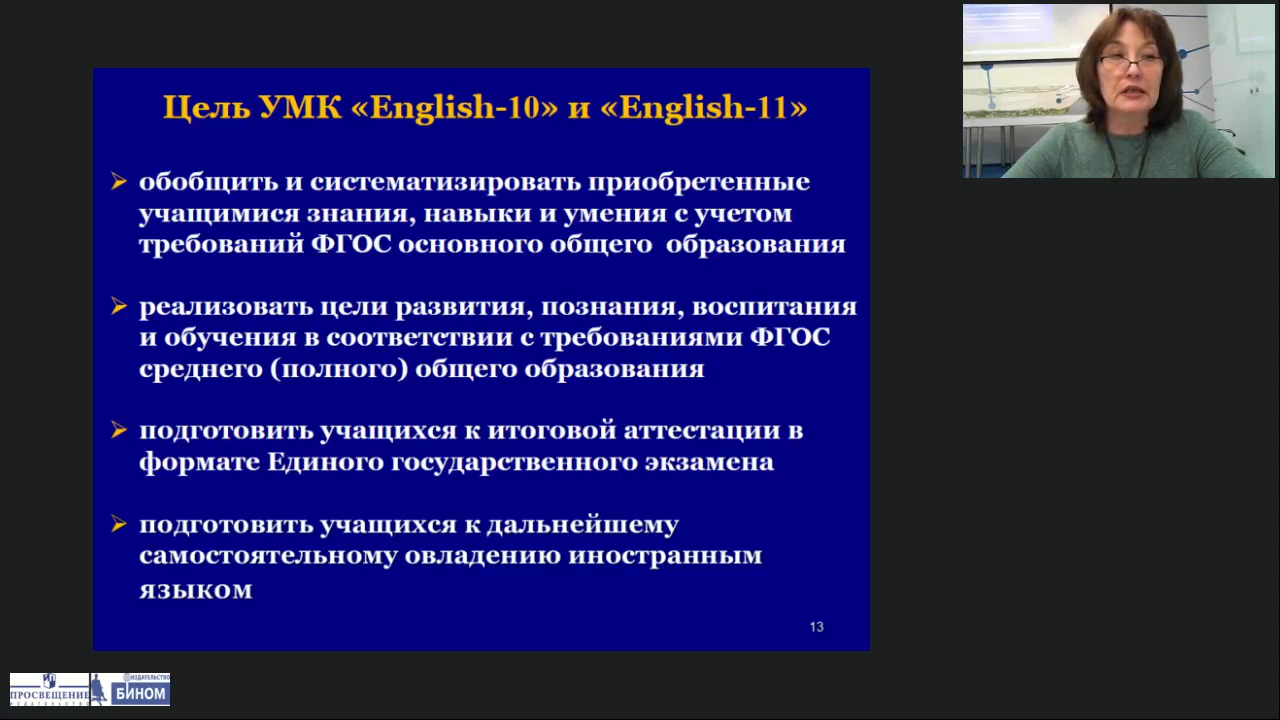 Цель УМК «English-10» и «English-11»
обобщить и систематизировать приобретенные
учащимися знания, навыки и умения с учетом
требований ФГОС основного общего образования
реализовать цели развития, познания, воспитания
и обучения в соответствии с требованиями ФГОС
среднего (полного) общего образования
подготовить учащихся к итоговой аттестации в
формате Единого государственного экзамена
подготовить учащихся к дальнейшему
самостоятельному овладению иностранным
языком
13
ПРОСВЕЩЕНИЕ
ИЗДАТЕЛЬСТВО
ИЗДАТЕЛЬСТВО
БИНОМ